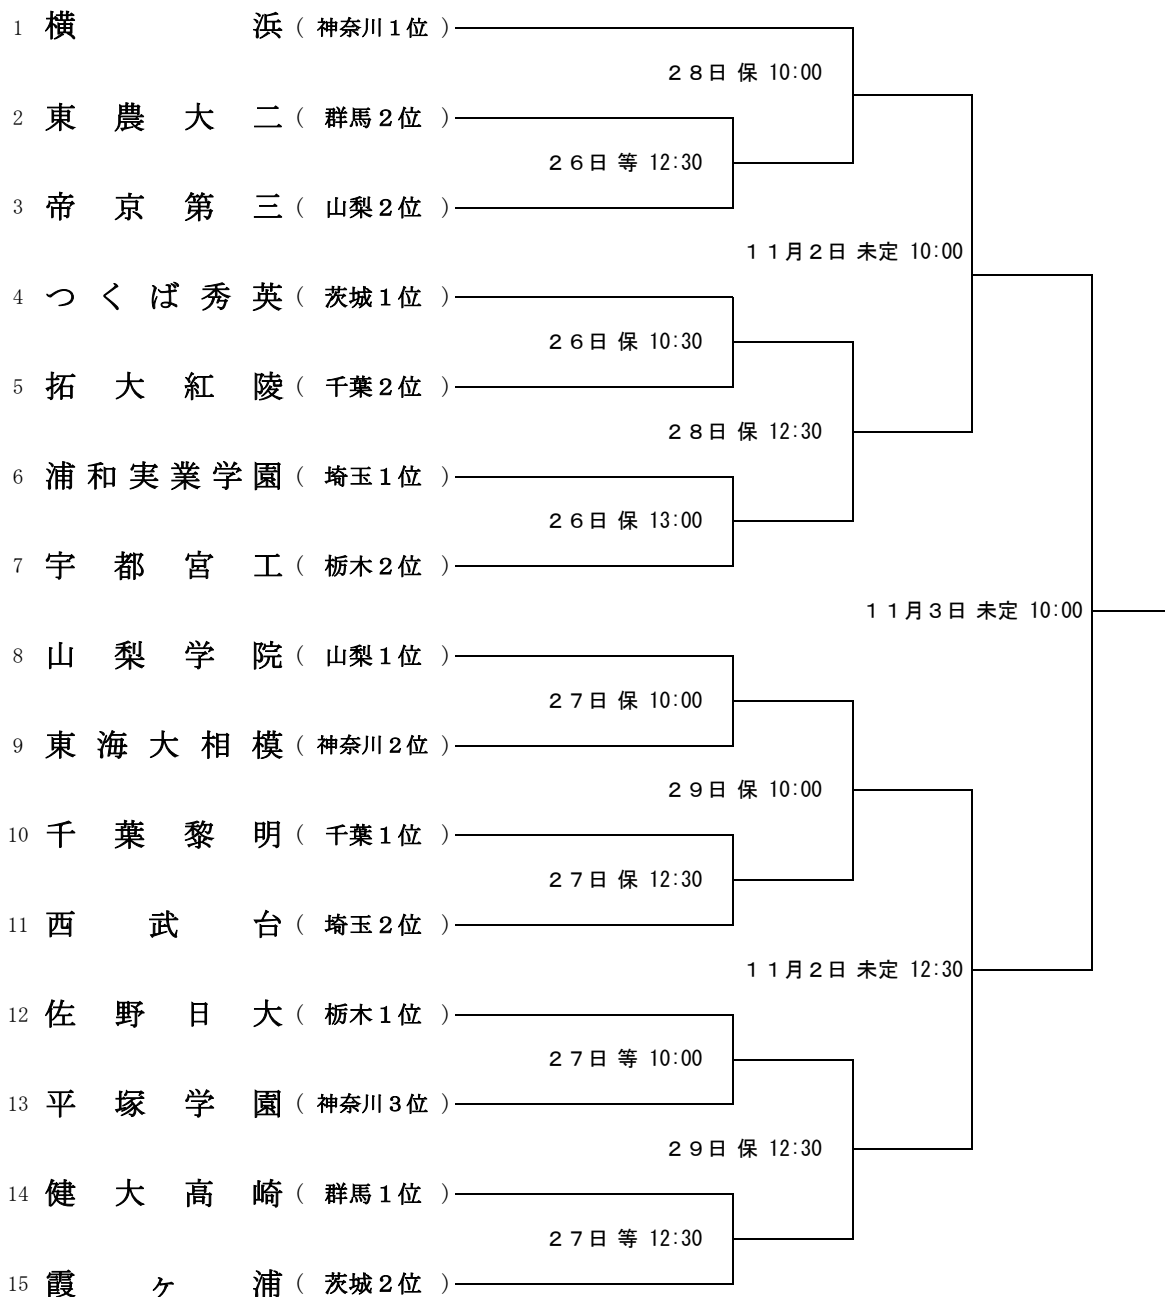 1 横浜 ( 神奈川１位 )
２８日 保 10:00
2 東農大二 ( 群馬２位 )
２６日 等 12:30
3 帝京第三 ( 山梨２位 )
１１月２日 未定 10:00
4 つくば秀英 ( 茨城１位 )
２６日 保 10:30
5 拓大紅陵 ( 千葉２位 )
２８日 保 12:30
6 浦和実業学園 ( 埼玉１位 )
２６日 保 13:00
7 宇都宮工 ( 栃木２位 )
１１月３日 未定 10:00
8 山梨学院 ( 山梨１位 )
２７日 保 10:00
9 東海大相模 ( 神奈川２位 )
２９日 保 10:00
10 千葉黎明 ( 千葉１位 )
２７日 保 12:30
11 西武台 ( 埼玉２位 )
１１月２日 未定 12:30
12 佐野日大 ( 栃木１位 )
２７日 等 10:00
13 平塚学園 ( 神奈川３位 )
２９日 保 12:30
14 健大高崎 ( 群馬１位 )
２７日 等 12:30
15 霞ヶ浦 ( 茨城２位 )